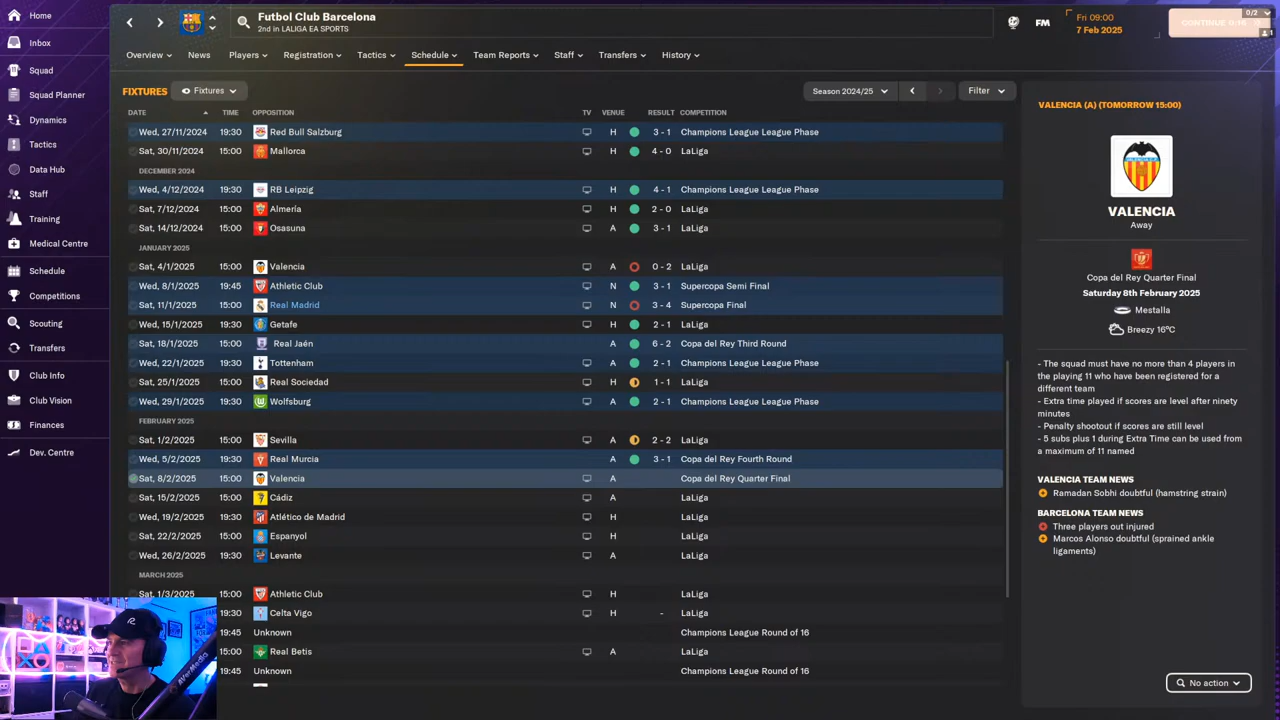 Home
Inbox
Squad
Squad Planner
Dynamics
Tactics
Data Hub
Staff
Training
Medical Centre
Schedule
Competitions
Scouting
Transfers
Club Info
Club Vision
Finances
Dev. Centre
Futbol Club Barcelona
2nd in LALIGA EA SPORTS
FM
Fri 09:00
7 Feb 2025
0/2
1
Overview News Players Registration Tactics Schedule Team Reports Staff Transfers History
FIXTURES Fixtures Season 2024/25 Filter
DATE TIME OPPOSITION TV VENUE RESULT COMPETITION
Wed, 27/11/2024 19:30 Red Bull Salzburg H 3 - 1 Champions League League Phase
Sat, 30/11/2024 15:00 Mallorca H 4 - 0 LaLiga
DECEMBER 2024
Wed, 4/12/2024 19:30 RB Leipzig H 4 - 1 Champions League League Phase
Sat, 7/12/2024 15:00 Almería H 2 - 0 LaLiga
Sat, 14/12/2024 15:00 Osasuna A 3 - 1 LaLiga
JANUARY 2025
Sat, 4/1/2025 15:00 Valencia A 0 - 2 LaLiga
Wed, 8/1/2025 19:45 Athletic Club N 3 - 1 Supercopa Semi Final
Sat, 11/1/2025 15:00 Real Madrid N 3 - 4 Supercopa Final
Wed, 15/1/2025 19:30 Getafe H 2 - 1 LaLiga
Sat, 18/1/2025 15:00 Real Jaén A 6 - 2 Copa del Rey Third Round
Wed, 22/1/2025 19:30 Tottenham A 2 - 1 Champions League League Phase
Sat, 25/1/2025 15:00 Real Sociedad H 1 - 1 LaLiga
Wed, 29/1/2025 19:30 Wolfsburg A 2 - 1 Champions League League Phase
FEBRUARY 2025
Sat, 1/2/2025 15:00 Sevilla A 2 - 2 LaLiga
Wed, 5/2/2025 19:30 Real Murcia A 3 - 1 Copa del Rey Fourth Round
Sat, 8/2/2025 15:00 Valencia A Copa del Rey Quarter Final
Sat, 15/2/2025 15:00 Cádiz A LaLiga
Wed, 19/2/2025 19:30 Atlético de Madrid H LaLiga
Sat, 22/2/2025 15:00 Espanyol H LaLiga
Wed, 26/2/2025 19:30 Levante A LaLiga
MARCH 2025
Sat, 1/3/2025 15:00 Athletic Club H LaLiga
19:30 Celta Vigo H - LaLiga
19:45 Unknown Champions League Round of 16
15:00 Real Betis A LaLiga
19:45 Unknown Champions League Round of 16
VALENCIA (A) (TOMORROW 15:00)
VALENCIA
Away
Copa del Rey Quarter Final
Saturday 8th February 2025
Mestalla
Breezy 16°C
- The squad must have no more than 4 players in
the playing 11 who have been registered for a
different team
- Extra time played if scores are level after ninety
minutes
- Penalty shootout if scores are still level
- 5 subs plus 1 during Extra Time can be used from
a maximum of 11 named
VALENCIA TEAM NEWS
Ramadan Sobhi doubtful (hamstring strain)
BARCELONA TEAM NEWS
Three players out injured
Marcos Alonso doubtful (sprained ankle
ligaments)
No action